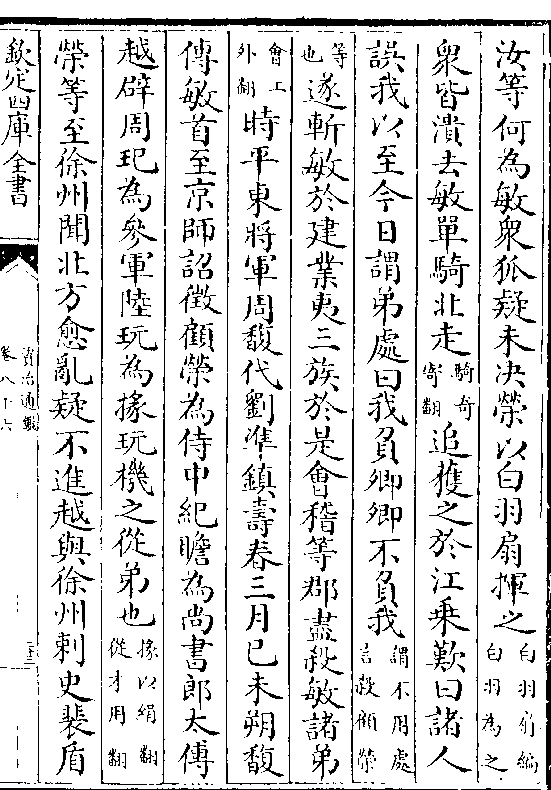 汝等何為敏衆狐疑未决榮以白羽扇揮之白羽扇編白羽為之
衆皆潰去敏單騎北走騎奇寄翻追獲之於江乗歎曰諸人
誤我以至今日謂弟處曰我負卿卿不負我謂不用處言殺顧榮
等也遂斬敏於建業夷三族於是會稽等郡盡殺敏諸弟
會工外翻時平東將軍周馥代劉準鎮壽春三月已未朔馥
傳敏首至京師詔徵顧榮為侍中紀瞻為尚書郎太傅
越辟周玘為參軍陸玩為掾玩機之從弟也掾以絹翻從才用翻
榮等至徐州聞北方愈亂疑不進越與徐州刺史裴盾
欽定四庫全書
資治通鑑
卷八十六